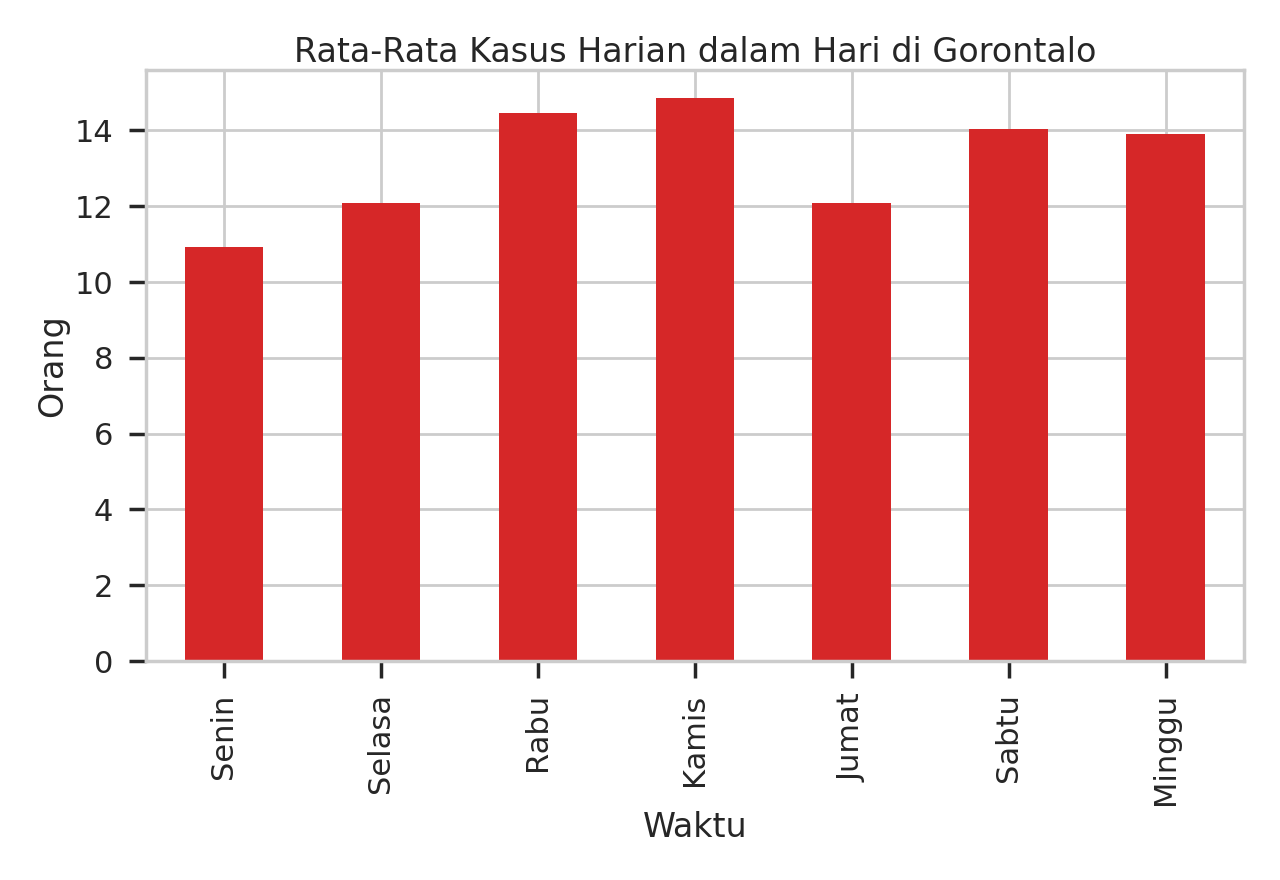 Rata-Rata Kasus Harian dalam Hari di Gorontalo
14
12
10
8
6
4
2
0
Orang
Senin
Selasa
Rabu
Kamis
Jumat
Sabtu
Minggu
Waktu